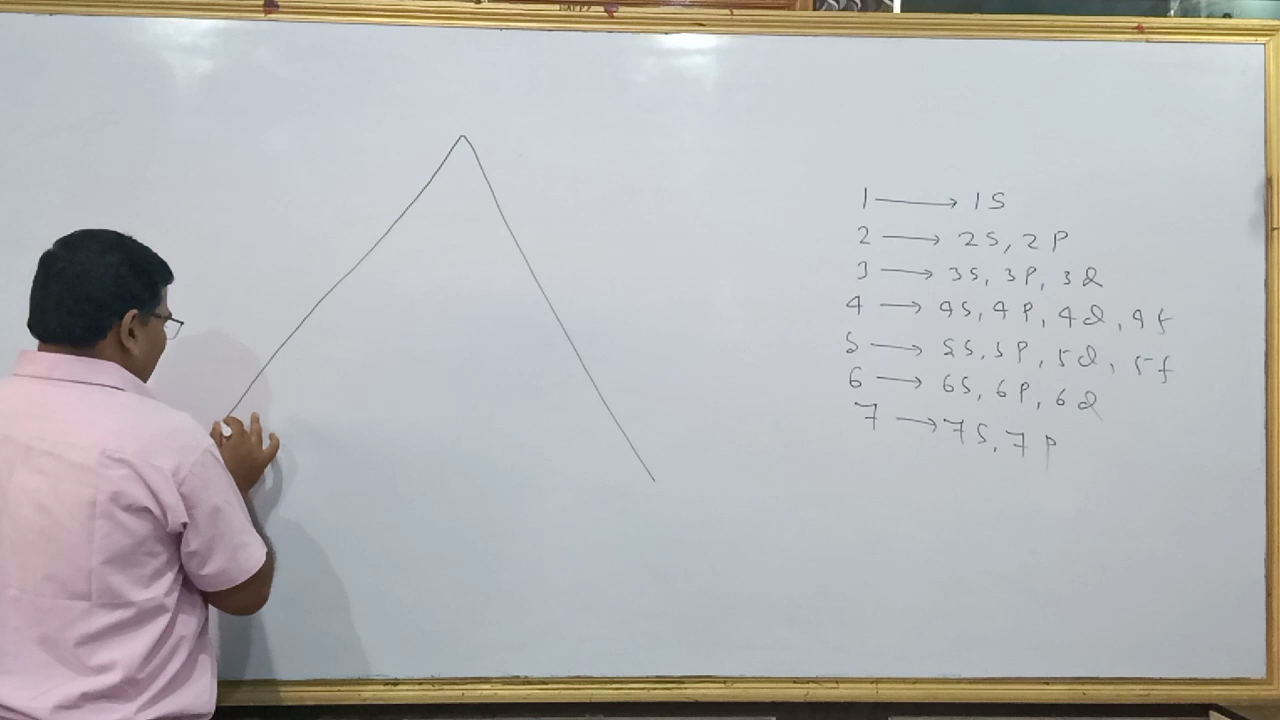 HAPPY
1 → 1S
2 → 2S, 2P
3 → 3S, 3P, 3d
4 → 4S, 4P, 4d, 4f
5 → 5S, 5P, 5d, 5f
6 → 6S, 6P, 6d
7 → 7S, 7P